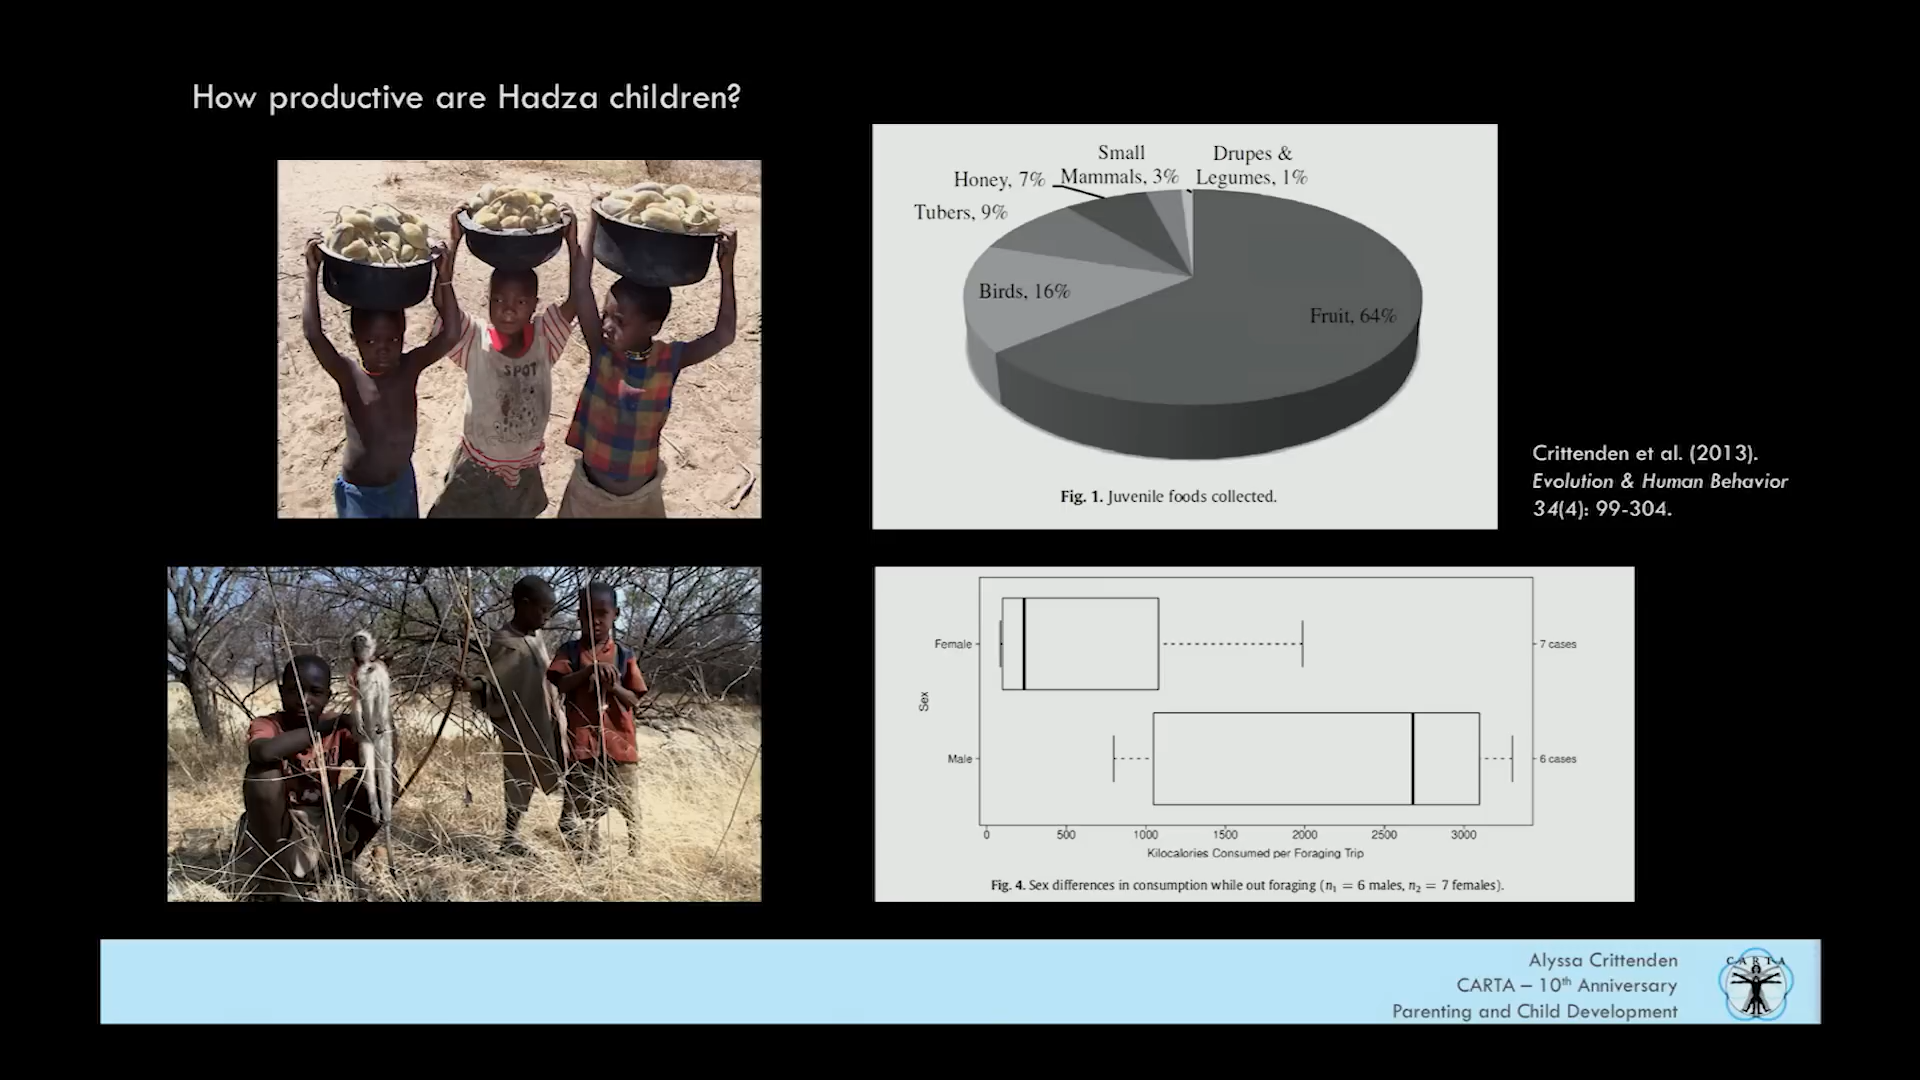 How productive are Hadza children?
Small
Mammals, 3%
Drupes &
Legumes, 1%
Honey, 7%
Tubers, 9%
Birds, 16%
Fruit, 64%
Fig. 1. Juvenile foods collected.
SPOT
Crittenden et al. (2013).
Evolution & Human Behavior
34(4): 99-304.
Female
7 cases
Sex
Male
6 cases
0 500 1000 1500 2000 2500 3000
Kilocalories Consumed per Foraging Trip
Fig. 4. Sex differences in consumption while out foraging (n₁ = 6 males, n₂ = 7 females).
Alyssa Crittenden
CARTA – 10th Anniversary
Parenting and Child Development
CARTA